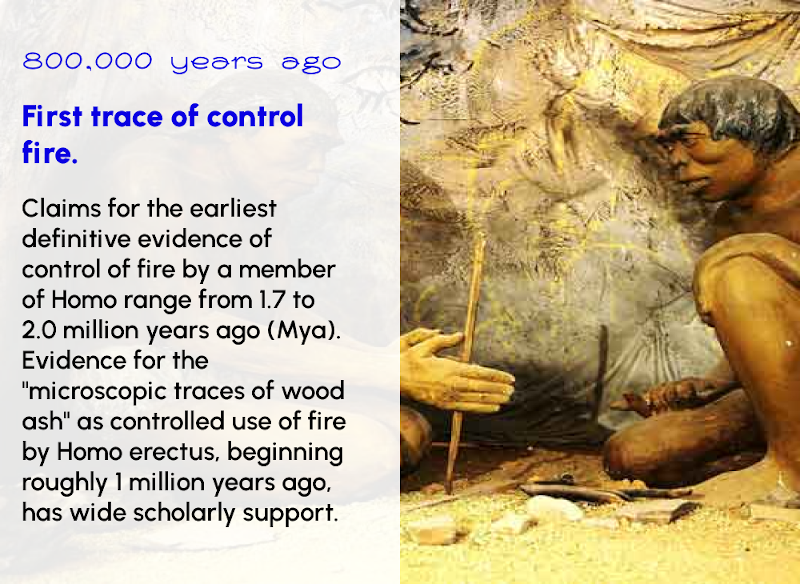 800,000 years ago
First trace of control
fire.
Claims for the earliest
definitive evidence of
control of fire by a member
of Homo range from 1.7 to
2.0 million years ago (Mya).
Evidence for the
"microscopic traces of wood
ash" as controlled use of fire
by Homo erectus, beginning
roughly 1 million years ago,
has wide scholarly support.